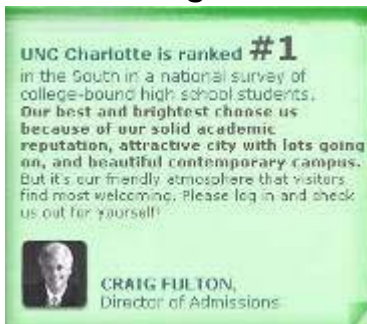 UNC Charlotte is ranked #1
in the South in a national survey of
college-bound high school students.
Our best and brightest choose us
because of our solid academic
reputation, attractive city with lots going
on, and beautiful contemporary campus.
But it's our friendly atmosphere that visitors
find most welcoming. Please log in and check
us out for yourself!
CRAIG FULTON,
Director of Admissions